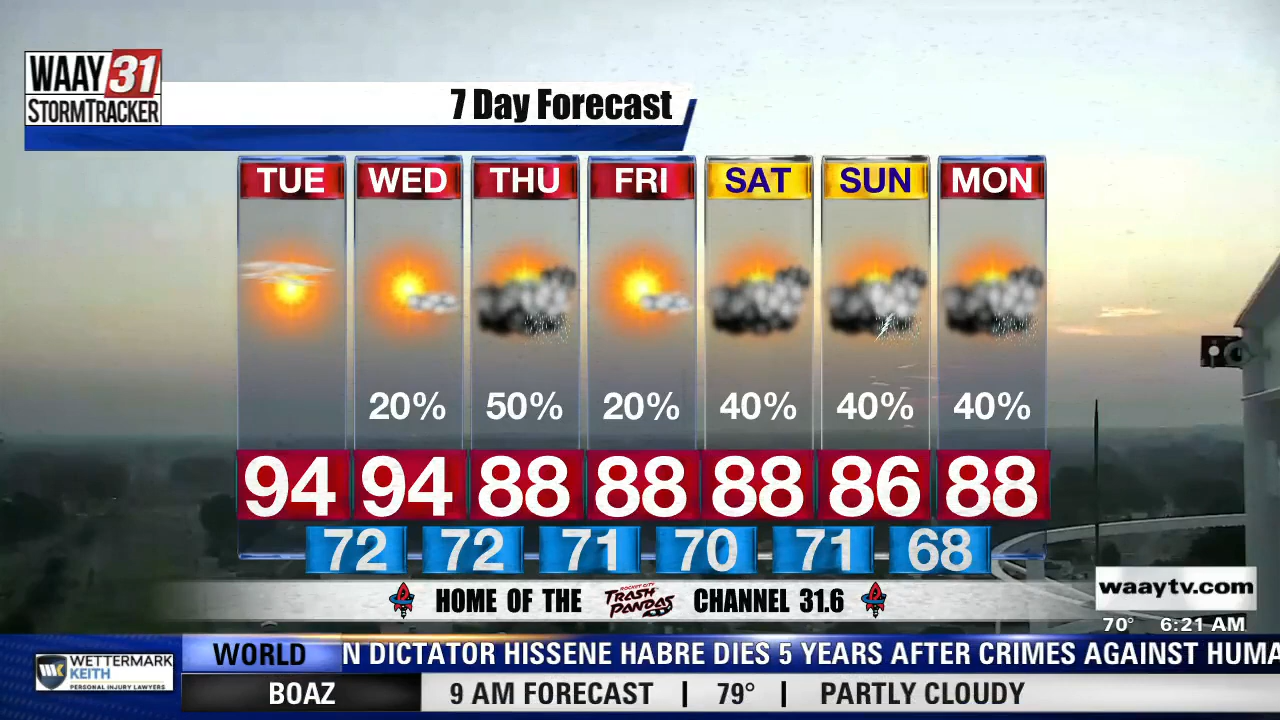 WAAY 31
STORMTRACKER
7 Day Forecast
TUE WED THU FRI SAT SUN MON
20% 50% 20% 40% 40% 40%
94 94 88 88 88 86 88
72 72 71 70 71 68
HOME OF THE ROCKET CITY TRASH PANDAS CHANNEL 31.6
waaytv.com
70° 6:21 AM
WK WETTERMARK
KEITH
PERSONAL INJURY LAWYERS
WORLD N DICTATOR HISSENE HABRE DIES 5 YEARS AFTER CRIMES AGAINST HUMA
BOAZ 9 AM FORECAST | 79° | PARTLY CLOUDY